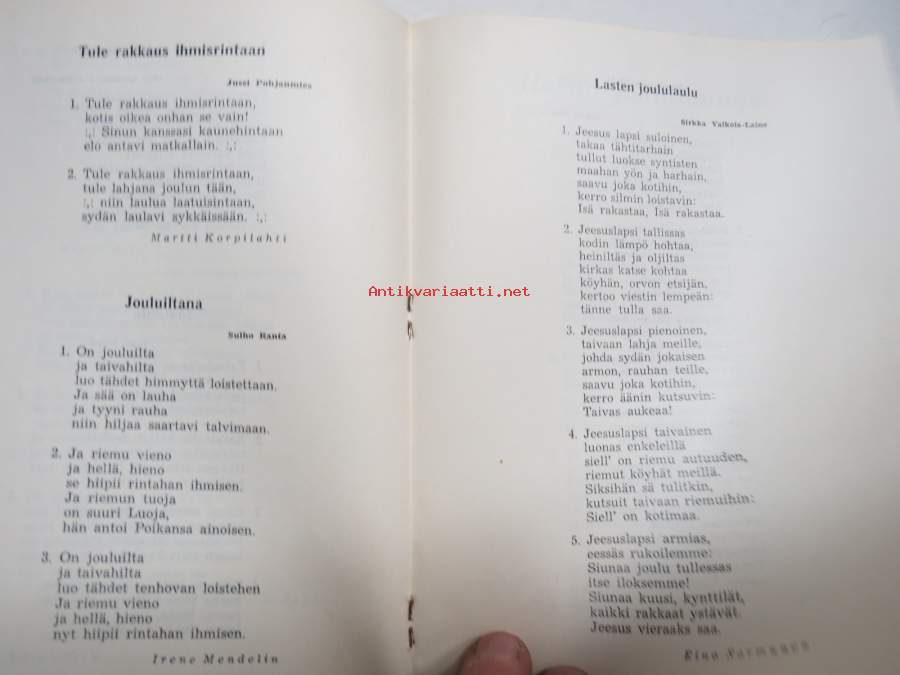 Tule rakkaus ihmisrintaan
Jussi Pohjanmies
1. Tule rakkaus ihmisrintaan,
kotis oikea onhan se vain!
:,: Sinun kanssasi kaunehintaan
elo antavi matkallain. :,:
2. Tule rakkaus ihmisrintaan,
tule lahjana joulun tään,
:,: niin laulua laatuisintaan,
sydän laulavi sykkäissään. :,:
Martti Korpilahti
Jouluiltana
Sulho Ranta
1. On jouluilta
ja taivahilta
luo tähdet himmyttä loistettaan.
Ja sää on lauha
ja tyyni rauha
niin hiljaa saartavi talvimaan.
2. Ja riemu vieno
ja hellä, hieno
se hiipii rintahan ihmisen.
Ja riemun tuoja
on suuri Luoja,
hän antoi Poikansa ainoisen.
3. On jouluilta
ja taivahilta
luo tähdet tenhovan loistehen
Ja riemu vieno
ja hellä, hieno
nyt hiipii rintahan ihmisen.
Irene Mendelin
Lasten joululaulu
Sirkka Valkola-Laine
1. Jeesus lapsi suloinen,
takaa tähtitarhain
tullut luokse syntisten
maahan yön ja harhain,
saavu joka kotihin,
kerro silmin loistavin:
Isä rakastaa, Isä rakastaa.
2. Jeesuslapsi tallissas
kodin lämpö hohtaa,
heiniltäs ja oljiltas
kirkas katse kohtaa
köyhän, orvon etsijän,
kertoo viestin lempeän:
tänne tulla saa.
3. Jeesuslapsi pienoinen,
taivaan lahja meille,
johda sydän jokaisen
armon, rauhan teille,
saavu joka kotihin,
kerro äänin kutsuvin:
Taivas aukeaa!
4. Jeesuslapsi taivainen
luonas enkeleillä
siell' on riemu autuuden,
riemut köyhät meillä.
Siksihän sä tulitkin,
kutsuit taivaan riemuihin:
Siell' on kotimaa.
5. Jeesuslapsi armias,
eessäs rukoilemme:
Siunaa joulu tullessas
itse iloksemme!
Siunaa kuusi, kynttilät,
kaikki rakkaat ystävät.
Jeesus vieraaks saa.
Eino Sormunen
Antikvariaatti.net